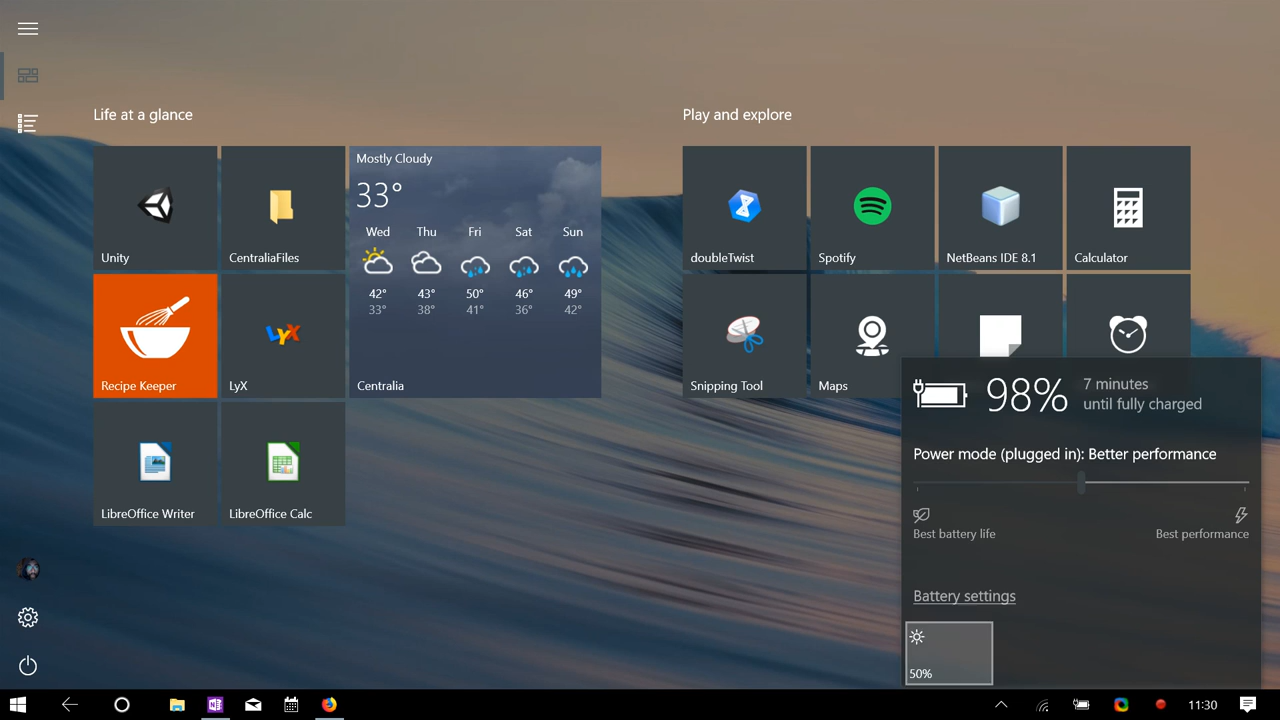 Life at a glance
Play and explore
Unity
CentraliaFiles
Mostly Cloudy
33°
Wed Thu Fri Sat Sun
42° 43° 50° 46° 49°
33° 38° 41° 36° 42°
Centralia
Recipe Keeper
LyX
LyX
LibreOffice Writer
LibreOffice Calc
doubleTwist
Spotify
NetBeans IDE 8.1
Calculator
Snipping Tool
Maps
98%
7 minutes
until fully charged
Power mode (plugged in): Better performance
Best battery life
Best performance
Battery settings
50%
N
11:30